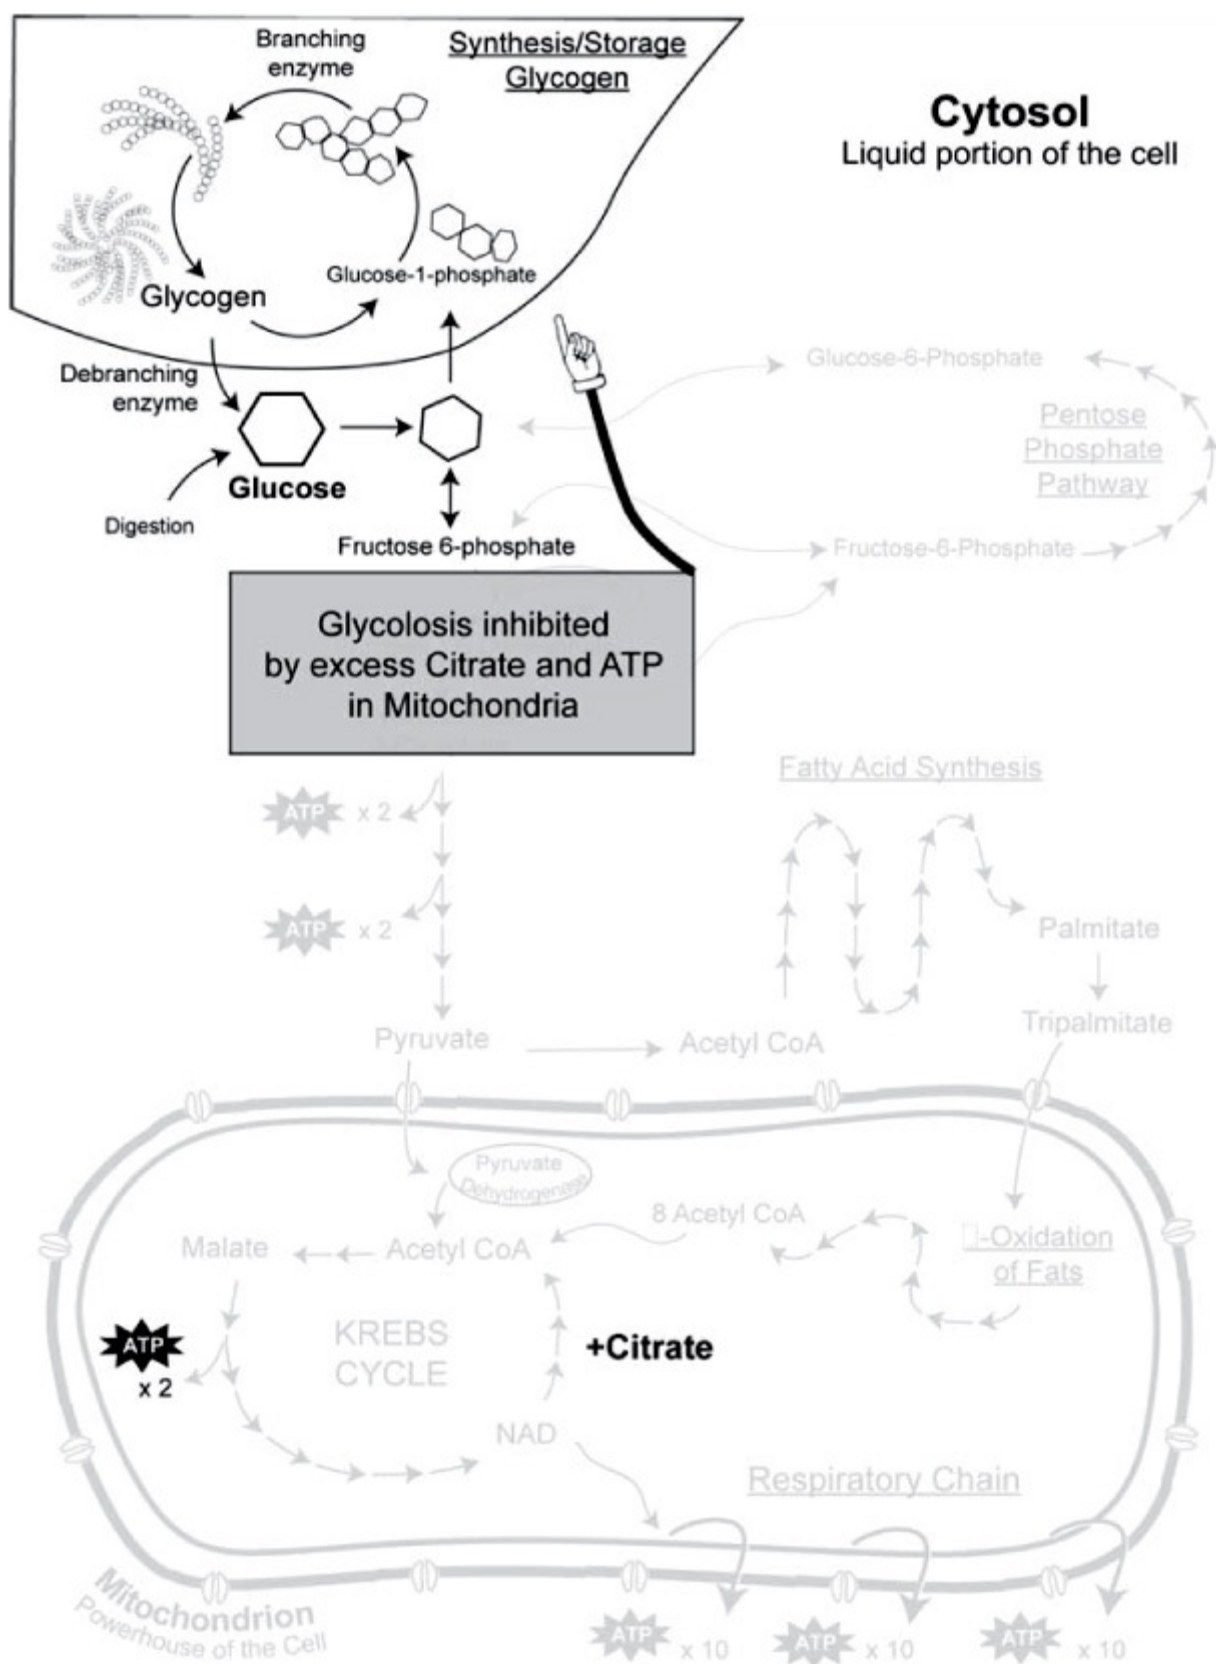 Branching
enzyme
Synthesis/Storage
Glycogen
Cytosol
Liquid portion of the cell
Glucose-1-phosphate
Glycogen
Debranching
enzyme
Glucose
Digestion
Fructose 6-phosphate
Glucose-6-Phosphate
Pentose
Phosphate
Pathway
Fructose-6-Phosphate
Glycolosis inhibited
by excess Citrate and ATP
in Mitochondria
Fatty Acid Synthesis
ATP x 2
ATP x 2
Palmitate
Tripalmitate
Pyruvate
Acetyl CoA
Pyruvate
Dehydrogenase
8 Acetyl CoA
-Oxidation
of Fats
Malate
Acetyl CoA
KREBS
CYCLE
+Citrate
ATP
x 2
NAD
Respiratory Chain
Mitochondrion
Powerhouse of the Cell
ATP x 10
ATP x 10
ATP x 10